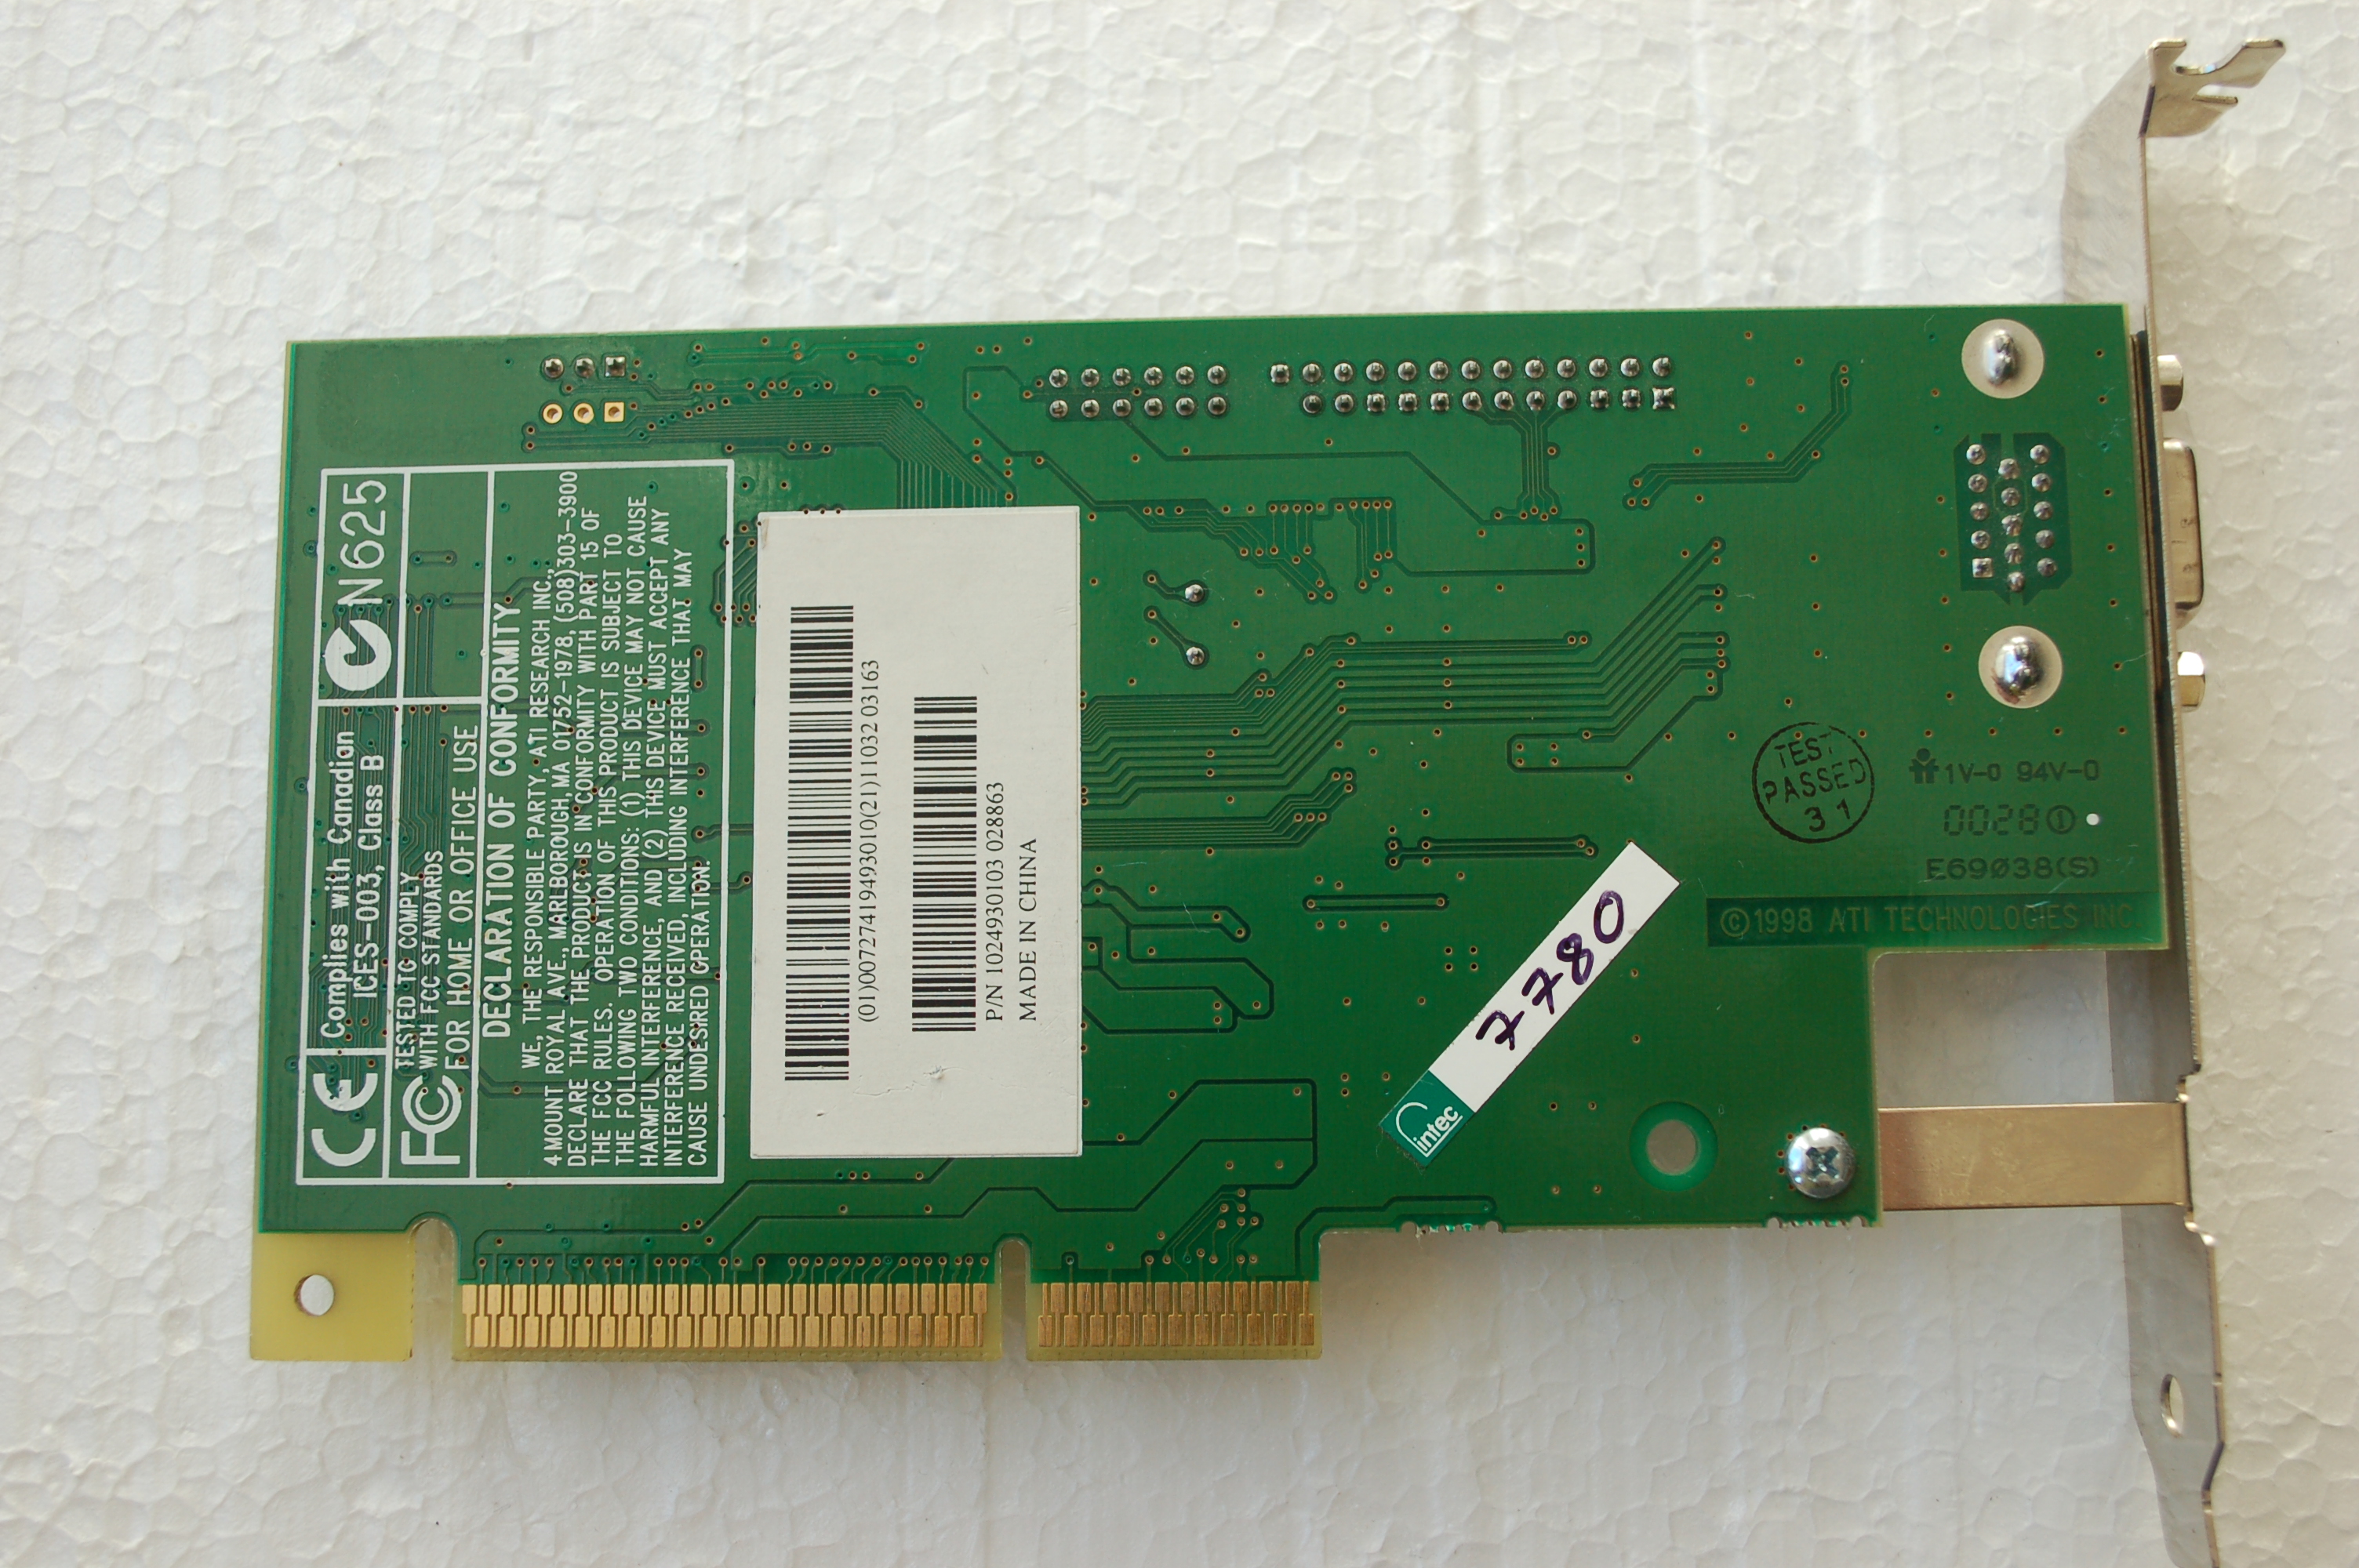 N625
Complies with Canadian
ICES-003, Class B
CE
TESTED TO COMPLY
WITH FCC STANDARDS
FOR HOME OR OFFICE USE
FC
DECLARATION OF CONFORMITY
WE, THE RESPONSIBLE PARTY, ATI RESEARCH INC.,
4 MOUNT ROYAL AVE., MARLBOROUGH, MA 01752-1978, (508)303-3900
DECLARE THAT THE PRODUCT IS IN CONFORMITY WITH PART 15 OF
THE FCC RULES. OPERATION OF THIS PRODUCT IS SUBJECT TO
THE FOLLOWING TWO CONDITIONS: (1) THIS DEVICE MAY NOT CAUSE
HARMFUL INTERFERENCE, AND (2) THIS DEVICE MUST ACCEPT ANY
INTERFERENCE RECEIVED, INCLUDING INTERFERENCE THAT MAY
CAUSE UNDESIRED OPERATION.
(01)00727419493010(21)11032 03163
P/N 1024930103 028863
MADE IN CHINA
intec
7780
TEST
PASSED
31
1V-0 94V-0
0028①
E69038(S)
©1998 ATI TECHNOLOGIES INC.